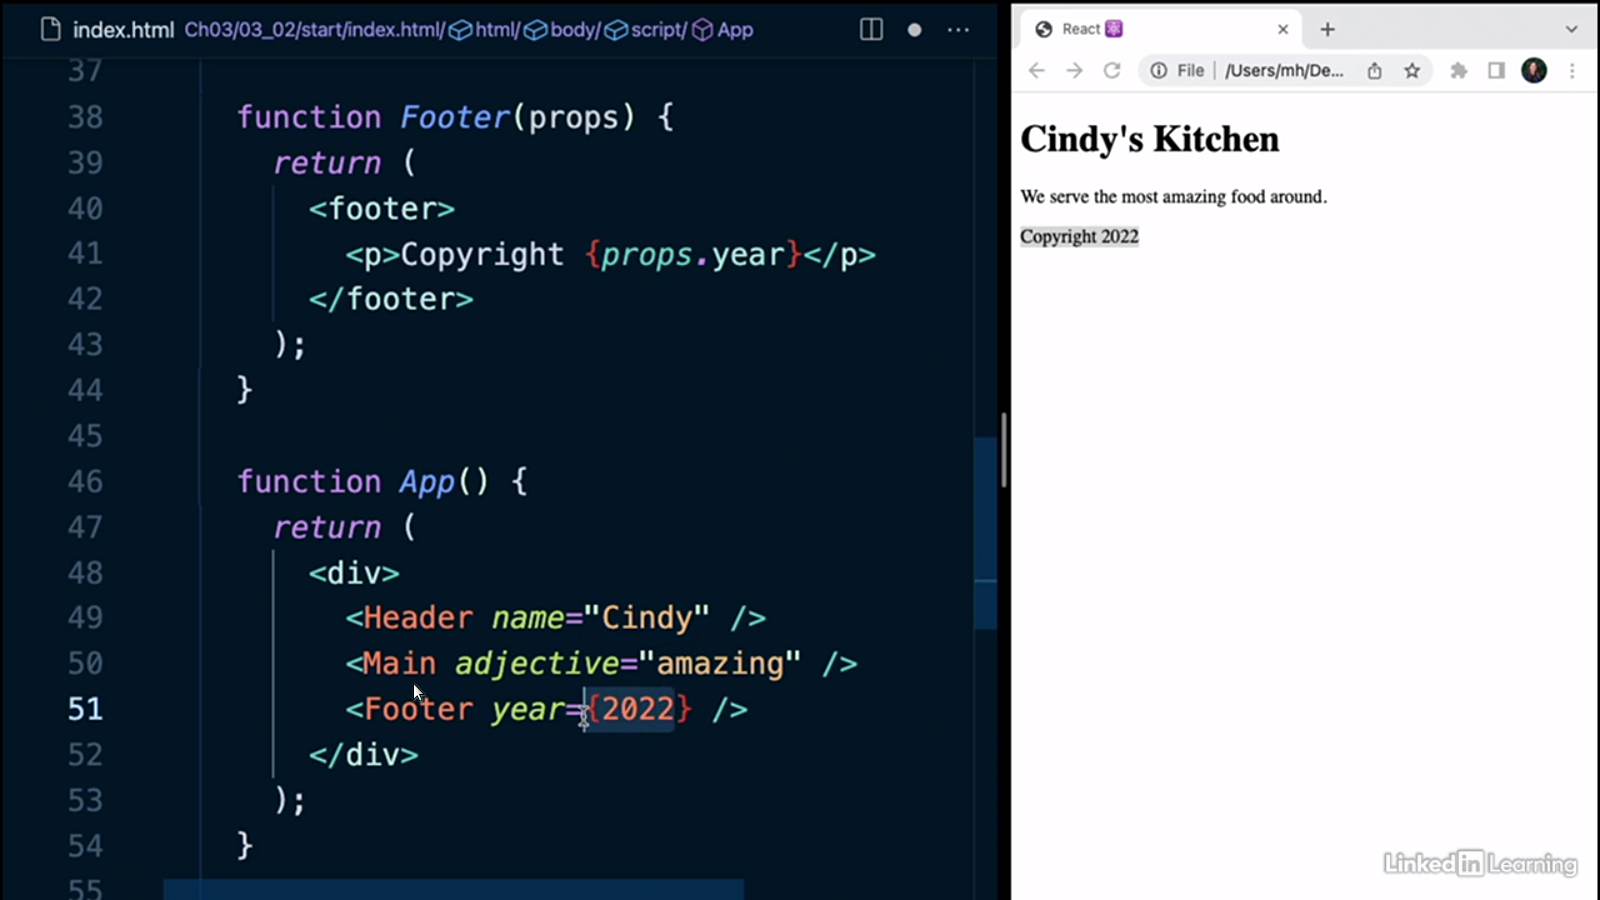 index.html Ch03/03_02/start/index.html/ html/ body/ script/ App
37
38 function Footer(props) {
39 return (
40 <footer>
41 <p>Copyright {props.year}</p>
42 </footer>
43 );
44 }
45
46 function App() {
47 return (
48 <div>
49 <Header name="Cindy" />
50 <Main adjective="amazing" />
51 <Footer year={2022} />
52 </div>
53 );
54 }
55
React
File /Users/mh/De...
Cindy's Kitchen
We serve the most amazing food around.
Copyright 2022
LinkedIn Learning